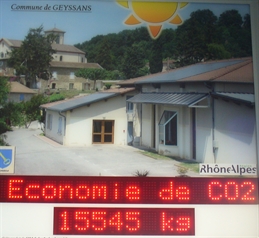 Commune de GEYSSANS
RhôneAlpes
Economie de CO2
15545 kg